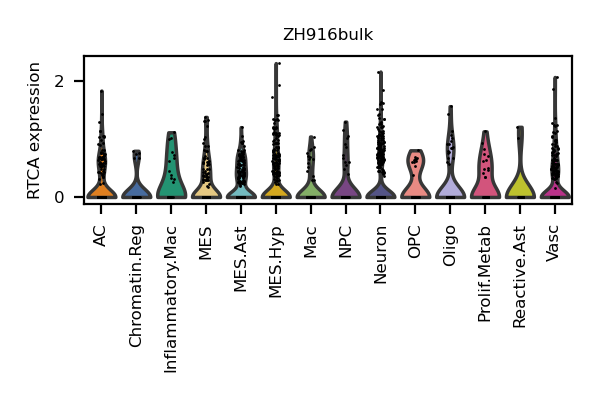 ZH916bulk
RTCA expression
2
0
AC
Chromatin.Reg
Inflammatory.Mac
MES
MES.Ast
MES.Hyp
Mac
NPC
Neuron
OPC
Oligo
Prolif.Metab
Reactive.Ast
Vasc